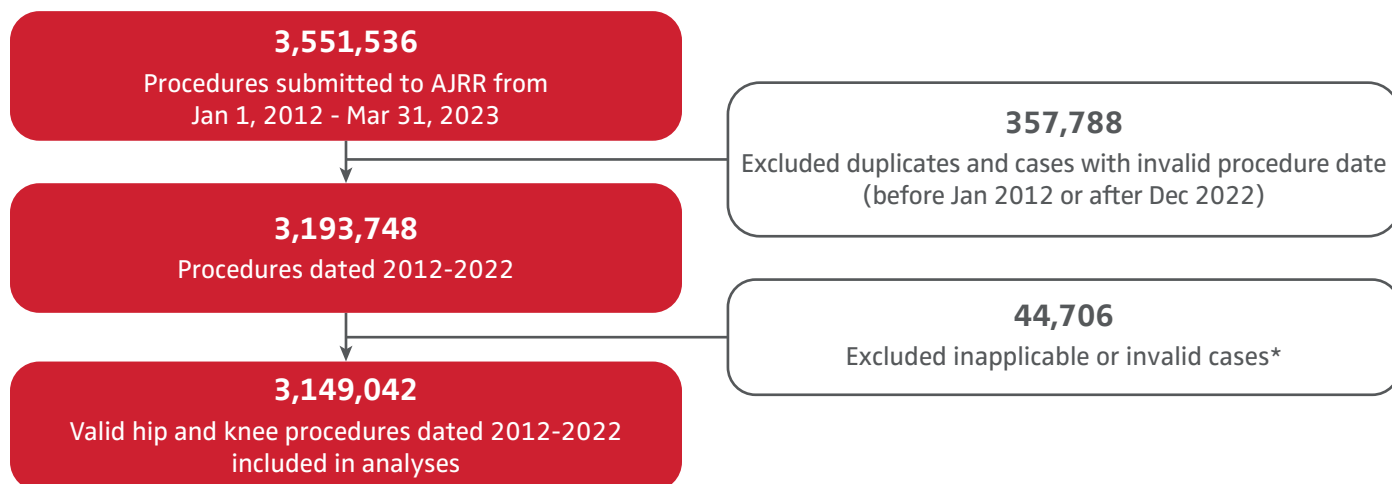 3,551,536
Procedures submitted to AJRR from
Jan 1, 2012 - Mar 31, 2023
357,788
Excluded duplicates and cases with invalid procedure date
(before Jan 2012 or after Dec 2022)
3,193,748
Procedures dated 2012-2022
44,706
Excluded inapplicable or invalid cases*
3,149,042
Valid hip and knee procedures dated 2012-2022
included in analyses